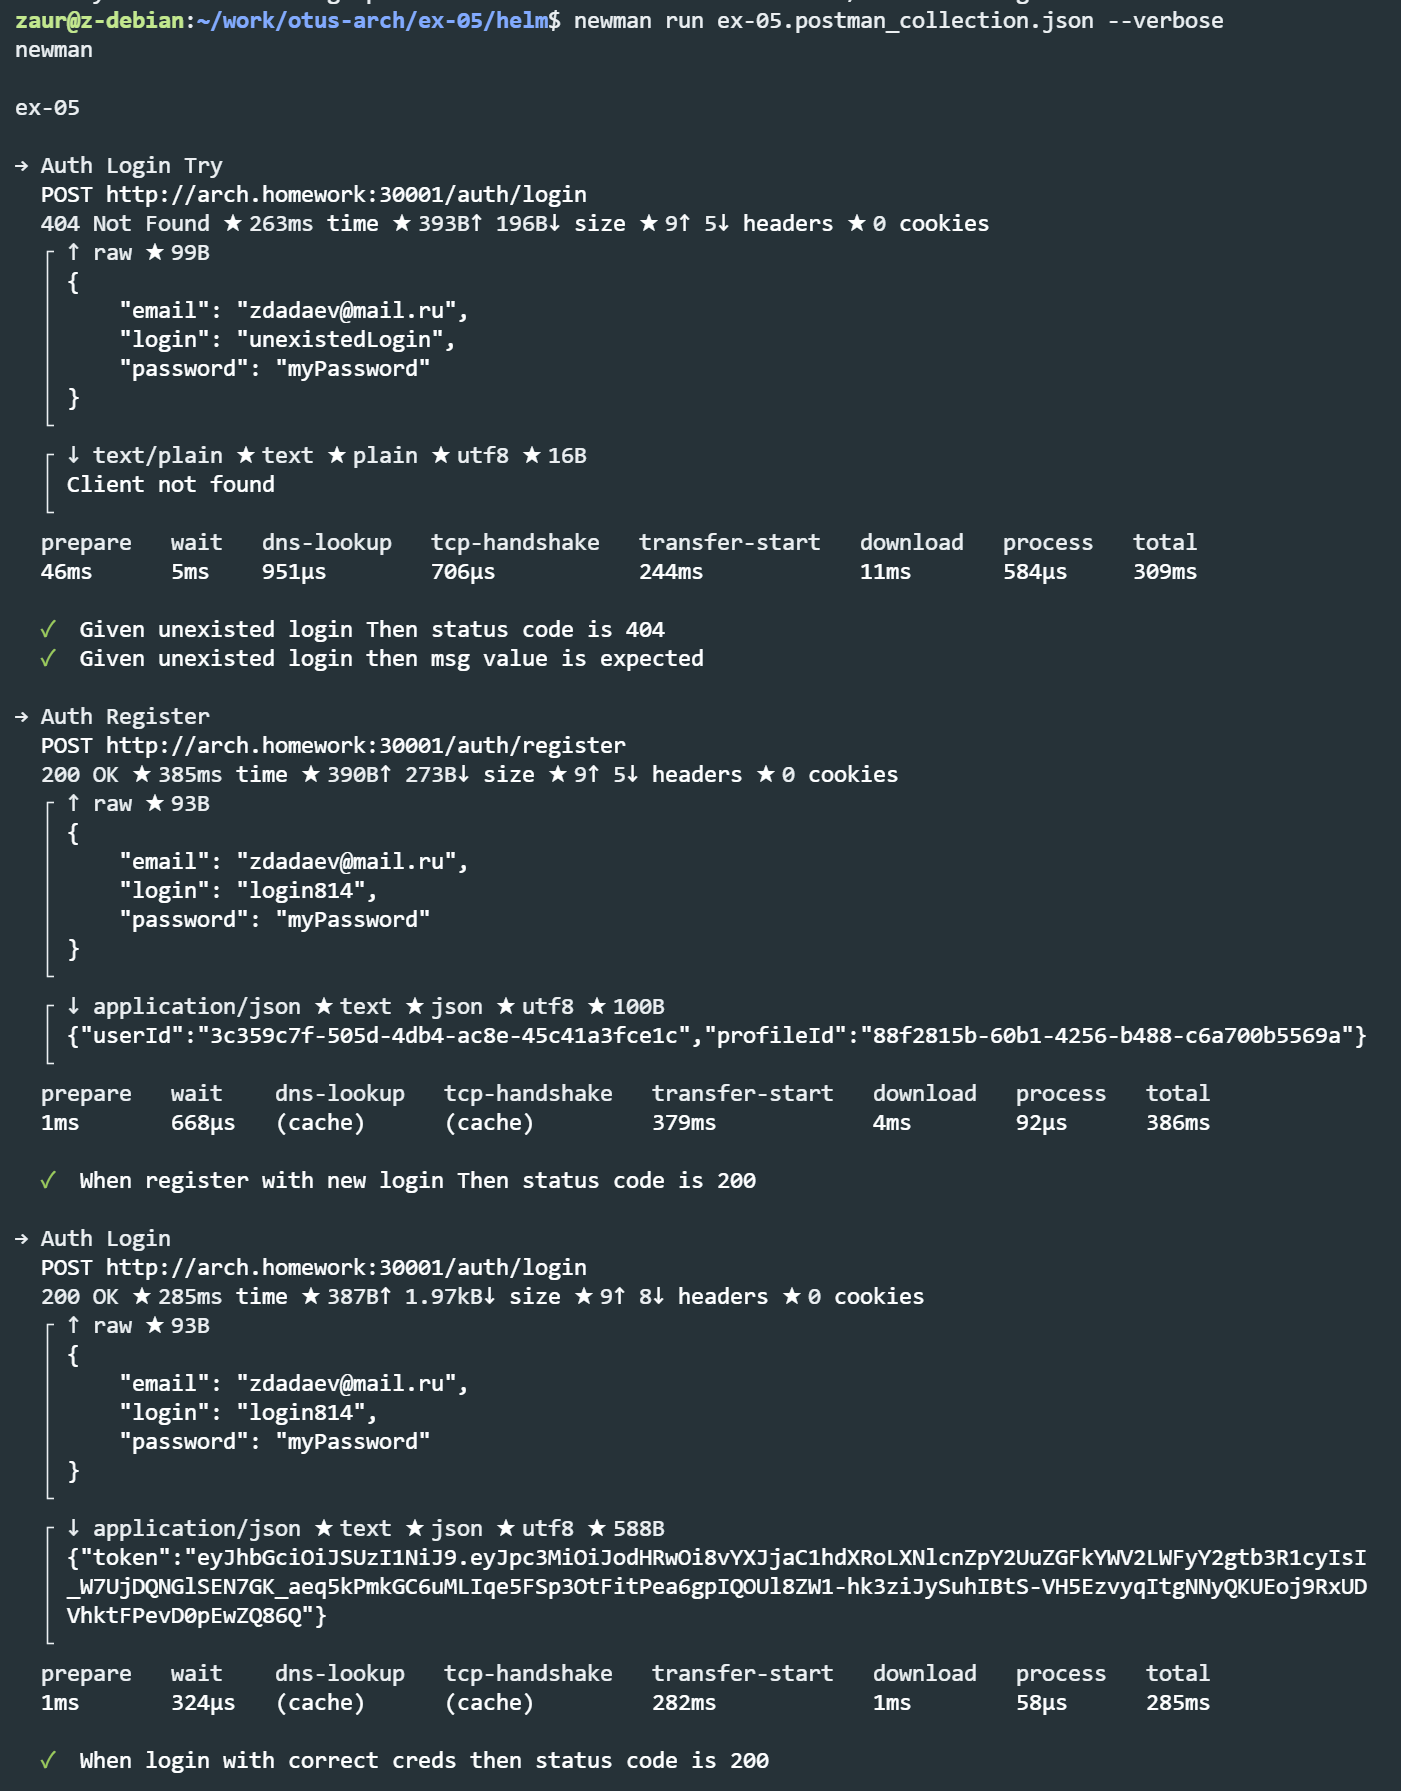 zaur@z-debian:~/work/otus-arch/ex-05/helm$ newman run ex-05.postman_collection.json --verbose
newman
ex-05
→ Auth Login Try
POST http://arch.homework:30001/auth/login
404 Not Found ★ 263ms time ★ 393B↑ 196B↓ size ★ 9↑ 5↓ headers ★ 0 cookies
┌ ↑ raw ★ 99B
│ {
│     "email": "zdadaev@mail.ru",
│     "login": "unexistedLogin",
│     "password": "myPassword"
│ }
└
┌ ↓ text/plain ★ text ★ plain ★ utf8 ★ 16B
│ Client not found
└
prepare   wait   dns-lookup   tcp-handshake   transfer-start   download   process   total
46ms      5ms    951µs        706µs           244ms            11ms       584µs     309ms
✓  Given unexisted login Then status code is 404
✓  Given unexisted login then msg value is expected
→ Auth Register
POST http://arch.homework:30001/auth/register
200 OK ★ 385ms time ★ 390B↑ 273B↓ size ★ 9↑ 5↓ headers ★ 0 cookies
┌ ↑ raw ★ 93B
│ {
│     "email": "zdadaev@mail.ru",
│     "login": "login814",
│     "password": "myPassword"
│ }
└
┌ ↓ application/json ★ text ★ json ★ utf8 ★ 100B
│ {"userId":"3c359c7f-505d-4db4-ac8e-45c41a3fce1c","profileId":"88f2815b-60b1-4256-b488-c6a700b5569a"}
└
prepare   wait    dns-lookup   tcp-handshake   transfer-start   download   process   total
1ms       668µs   (cache)      (cache)         379ms            4ms        92µs      386ms
✓  When register with new login Then status code is 200
→ Auth Login
POST http://arch.homework:30001/auth/login
200 OK ★ 285ms time ★ 387B↑ 1.97kB↓ size ★ 9↑ 8↓ headers ★ 0 cookies
┌ ↑ raw ★ 93B
│ {
│     "email": "zdadaev@mail.ru",
│     "login": "login814",
│     "password": "myPassword"
│ }
└
┌ ↓ application/json ★ text ★ json ★ utf8 ★ 588B
│ {"token":"eyJhbGciOiJSUzI1NiJ9.eyJpc3MiOiJodHRwOi8vYXJjaC1hdXRoLXNlcnZpY2UuZGFkYWV2LWFyY2gtb3R1cyIsI
│ _W7UjDQNGlSEN7GK_aeq5kPmkGC6uMLIqe5FSp3OtFitPea6gpIQOUl8ZW1-hk3ziJySuhIBtS-VH5EzvyqItgNNyQKUEoj9RxUD
│ VhktFPevD0pEwZQ86Q"}
└
prepare   wait    dns-lookup   tcp-handshake   transfer-start   download   process   total
1ms       324µs   (cache)      (cache)         282ms            1ms        58µs      285ms
✓  When login with correct creds then status code is 200